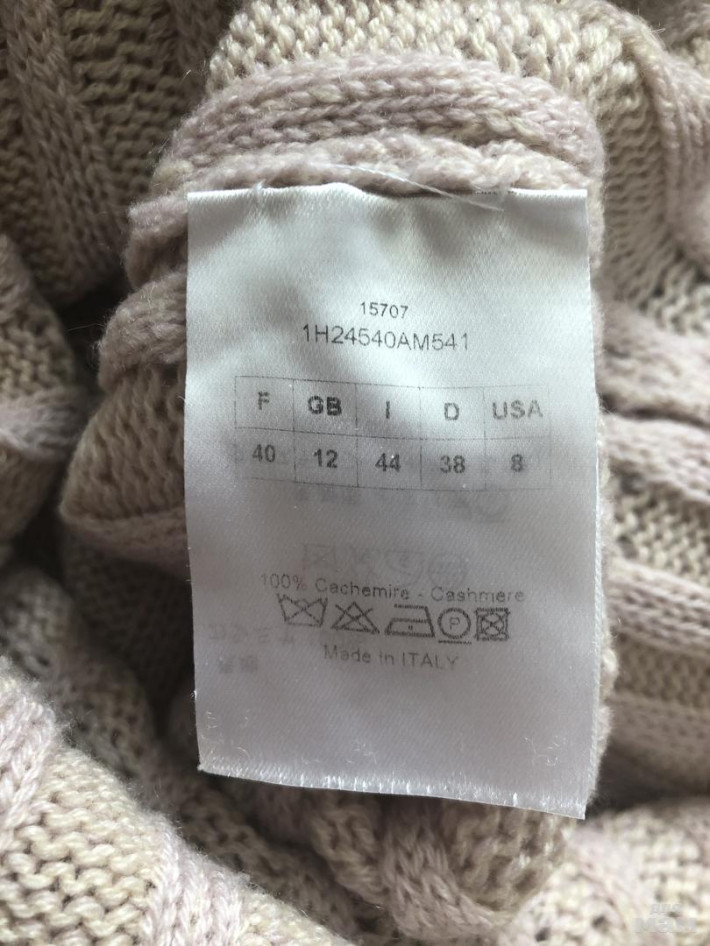 15707
1H24540AM541
F GB I D USA
40 12 44 38 8
100% Cachemire - Cashmere
P
Made in ITALY